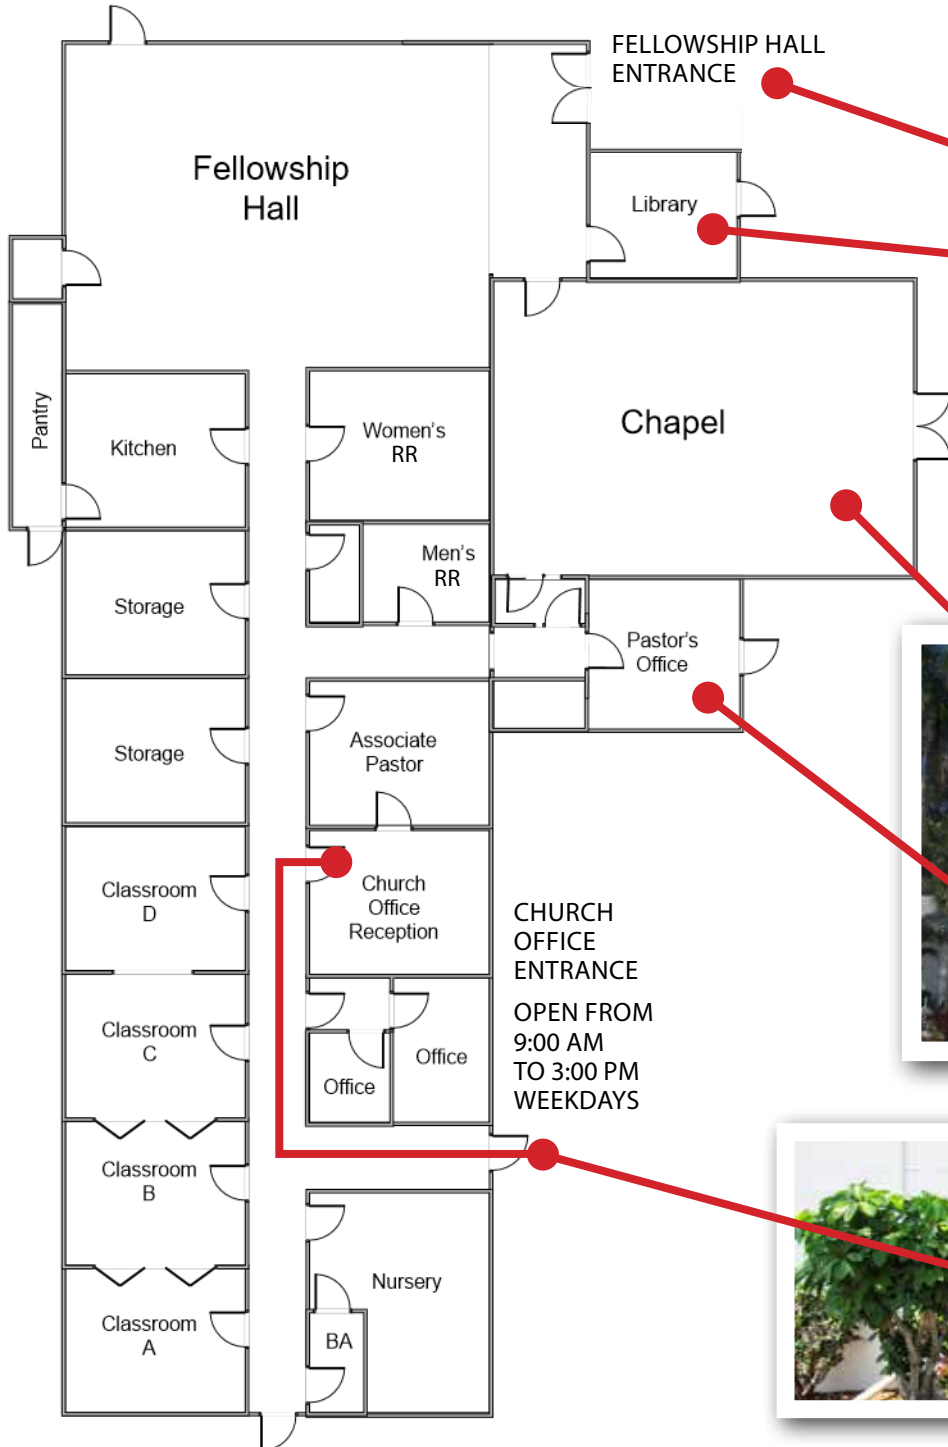 FELLOWSHIP HALL
ENTRANCE
Fellowship
Hall
Library
Pantry
Kitchen
Women's
RR
Chapel
Men's
RR
Storage
Pastor's
Office
Storage
Associate
Pastor
Classroom
D
Church
Office
Reception
CHURCH
OFFICE
ENTRANCE
OPEN FROM
9:00 AM
TO 3:00 PM
WEEKDAYS
Classroom
C
Office
Office
Classroom
B
Nursery
Classroom
A
BA